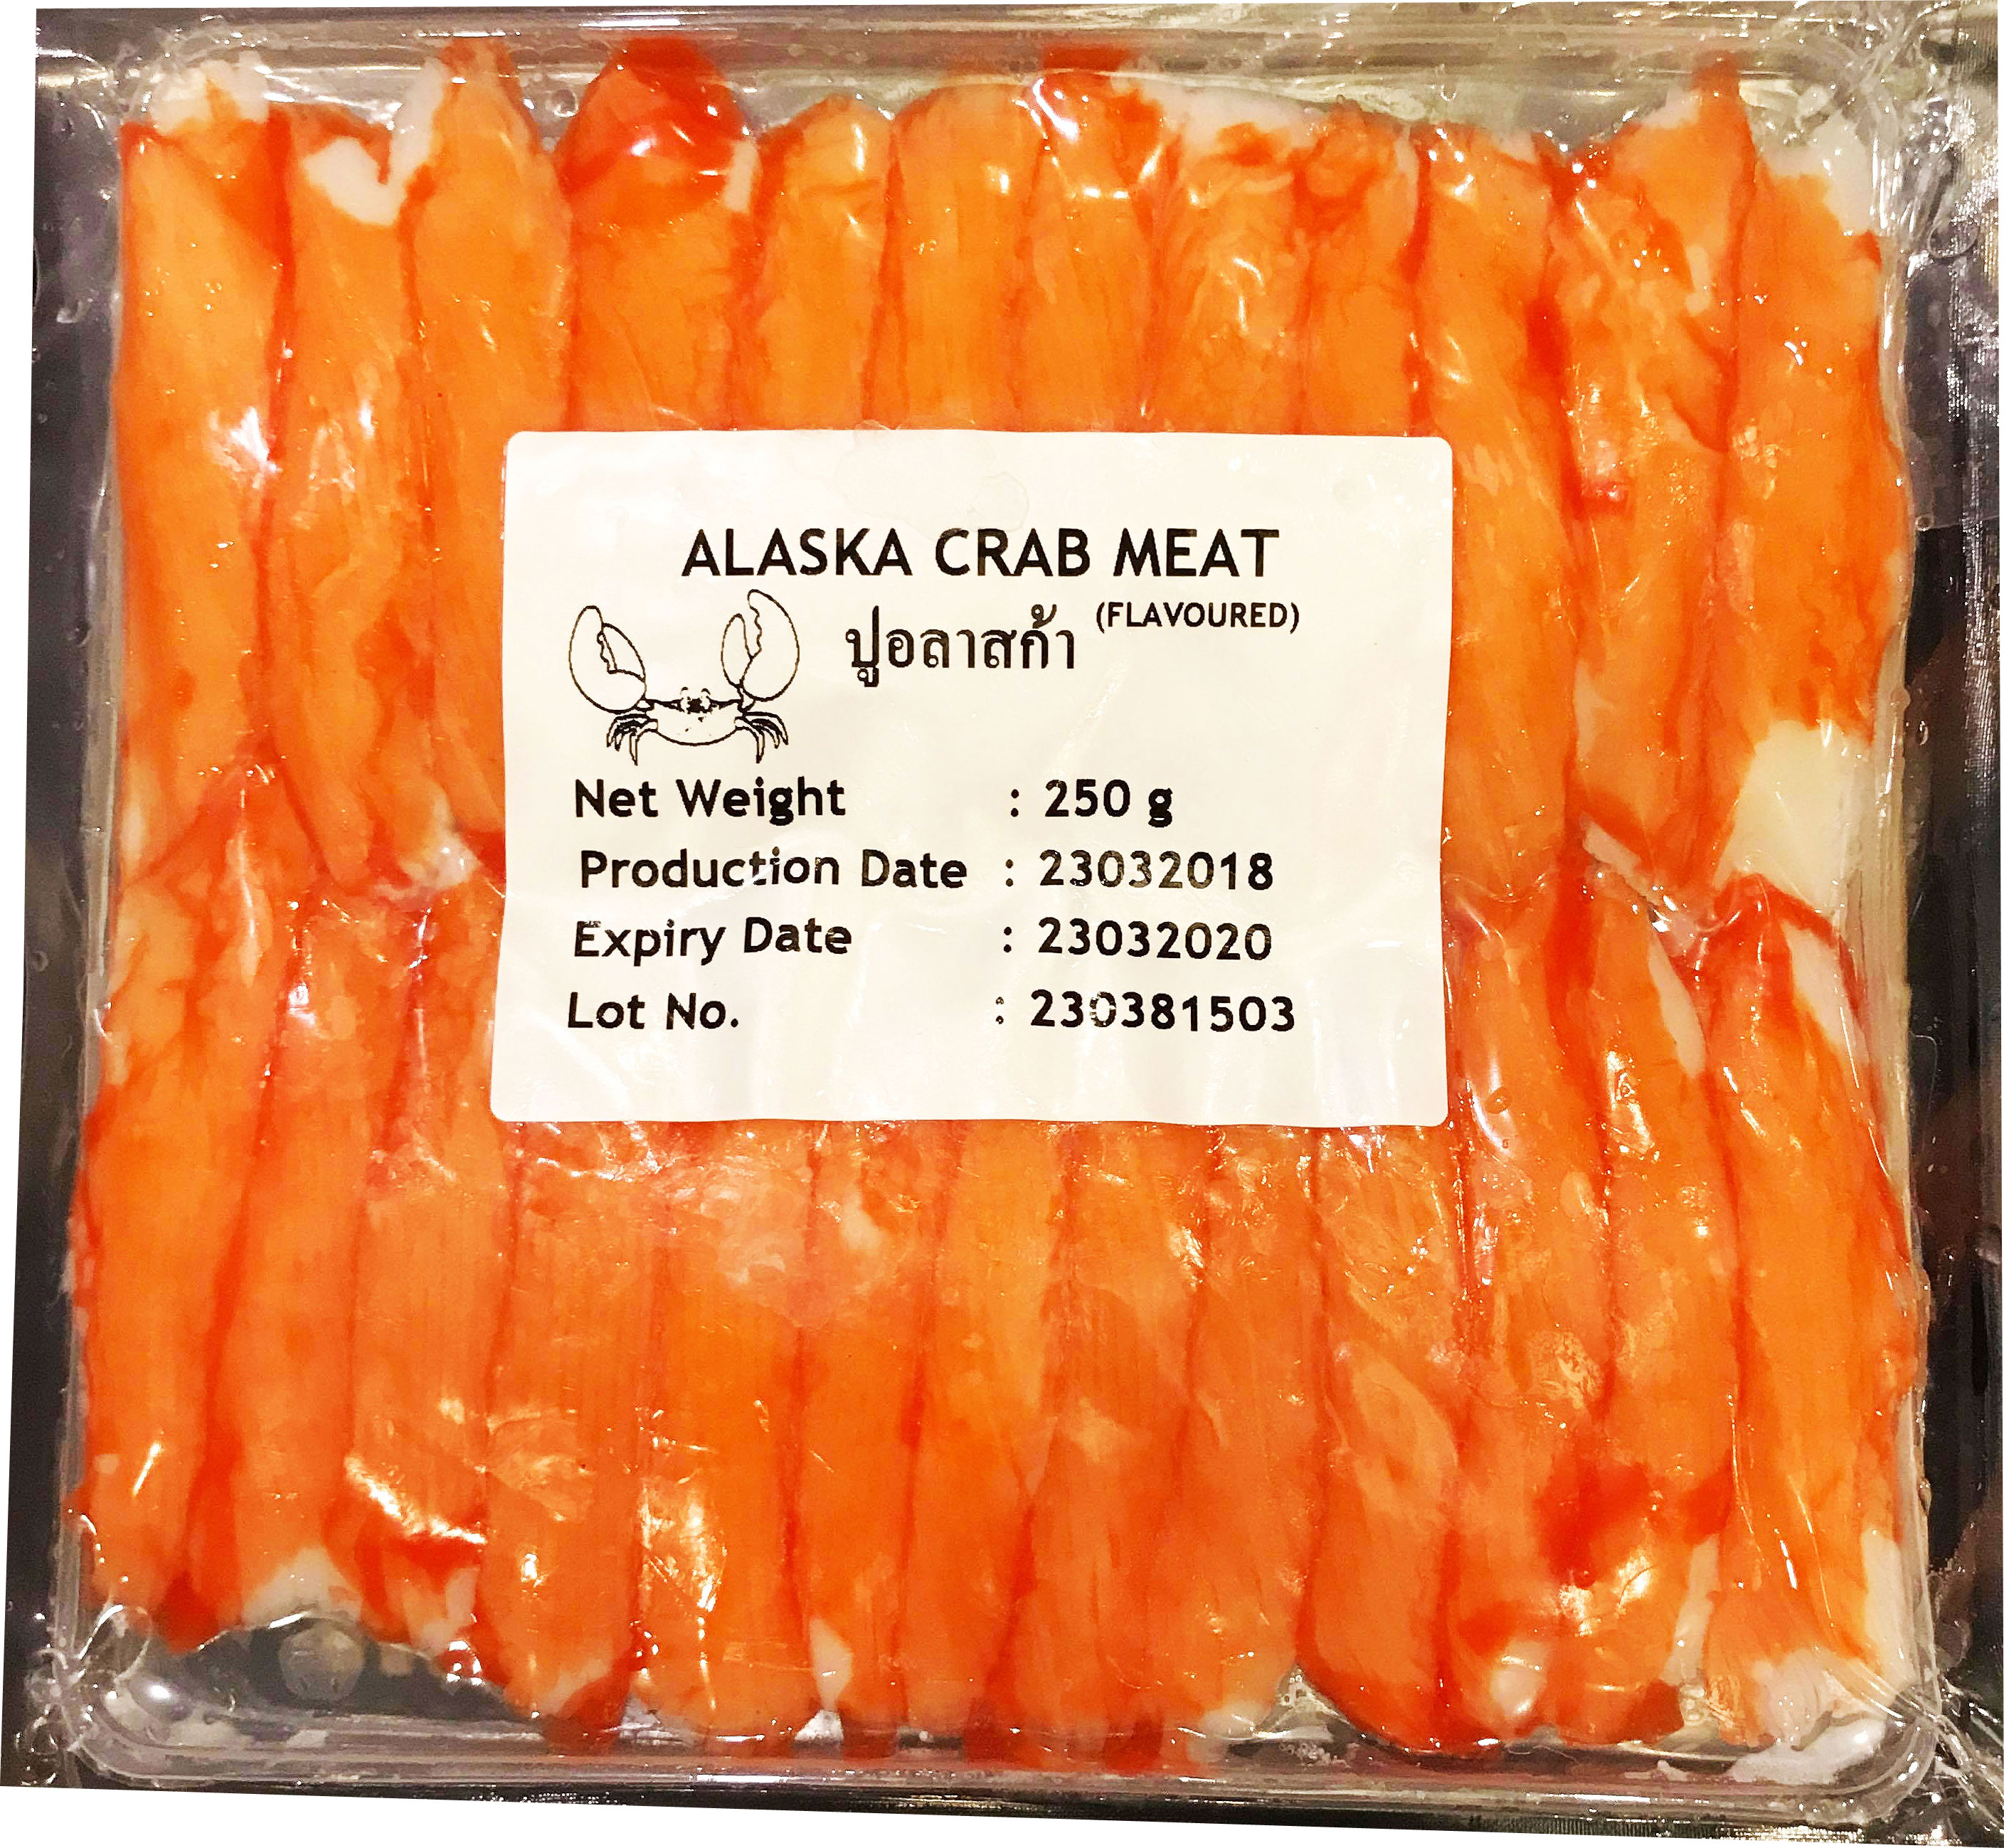 ALASKA CRAB MEAT
ปูอลาสก้า (FLAVOURED)
Net Weight : 250 g
Production Date : 23032018
Expiry Date : 23032020
Lot No. : 230381503